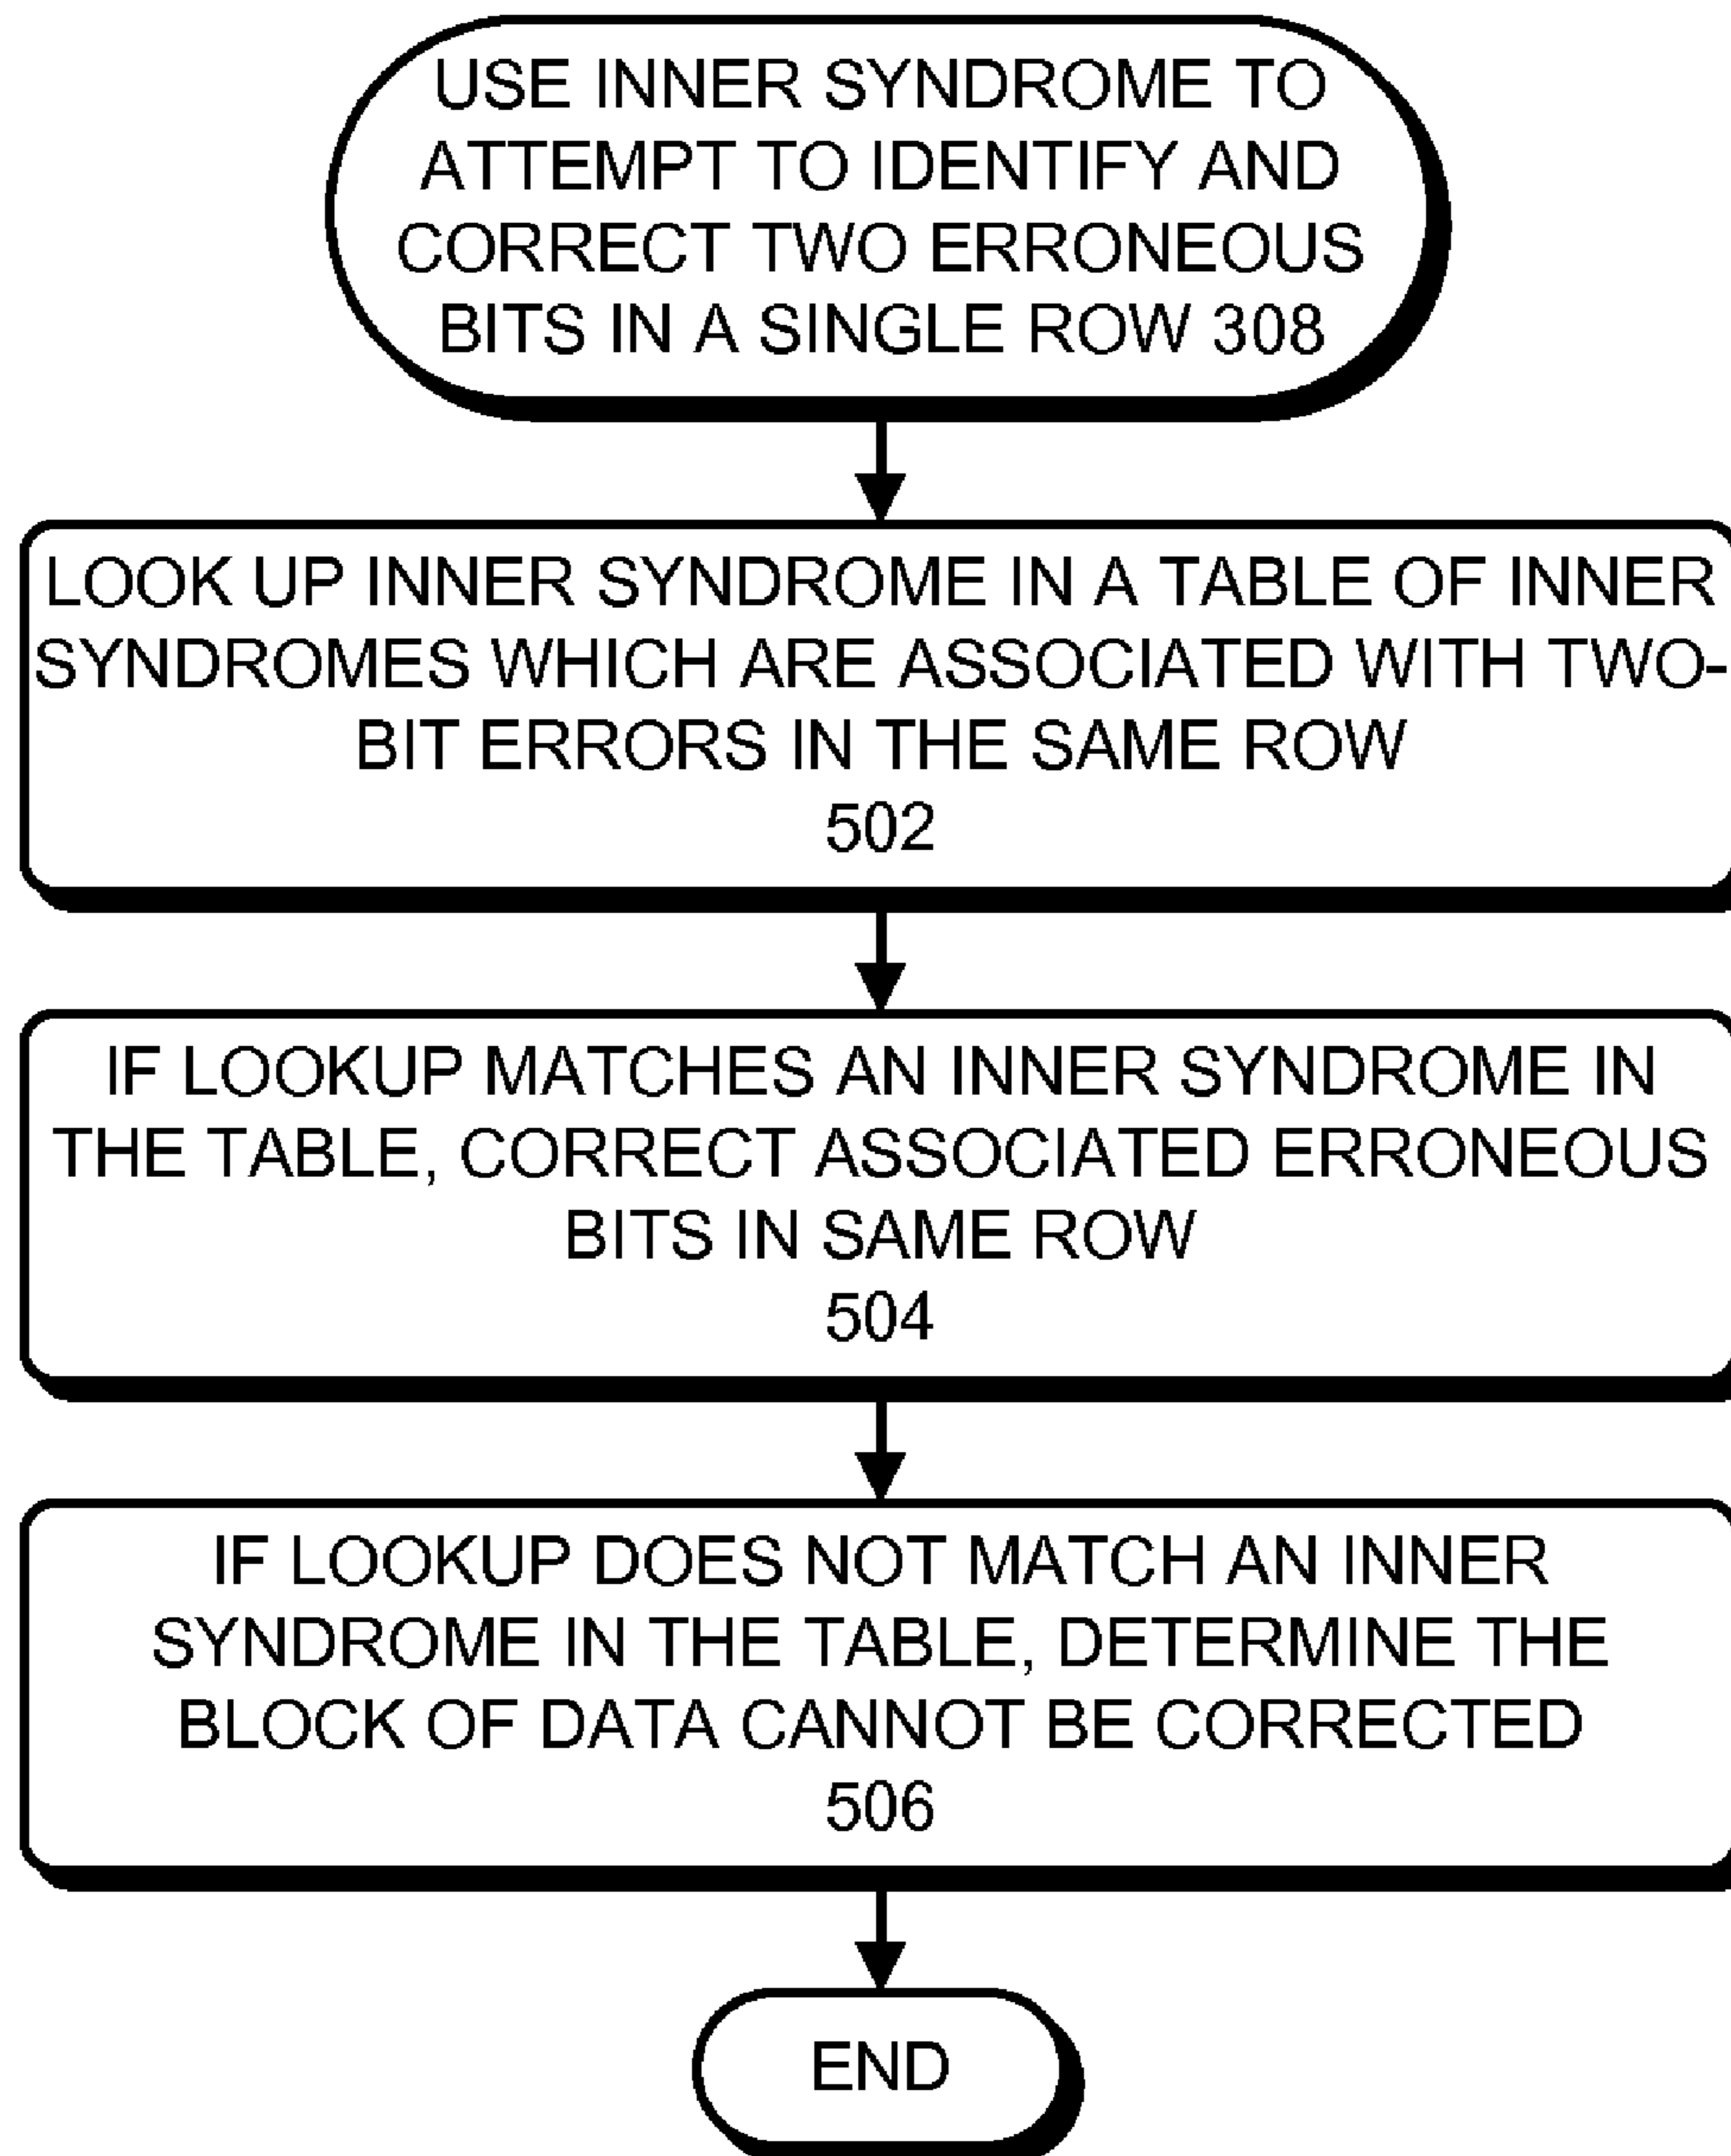 USE INNER SYNDROME TO
ATTEMPT TO IDENTIFY AND
CORRECT TWO ERRONEOUS
BITS IN A SINGLE ROW 308
LOOK UP INNER SYNDROME IN A TABLE OF INNER
SYNDROMES WHICH ARE ASSOCIATED WITH TWO-
BIT ERRORS IN THE SAME ROW
502
IF LOOKUP MATCHES AN INNER SYNDROME IN
THE TABLE, CORRECT ASSOCIATED ERRONEOUS
BITS IN SAME ROW
504
IF LOOKUP DOES NOT MATCH AN INNER
SYNDROME IN THE TABLE, DETERMINE THE
BLOCK OF DATA CANNOT BE CORRECTED
506
END